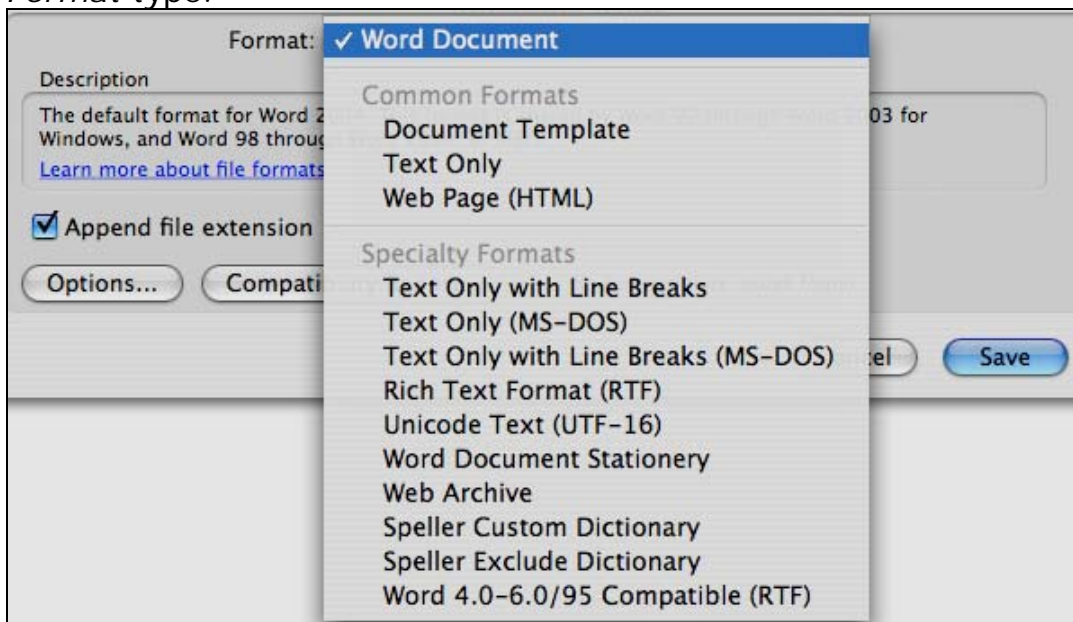 Format type.
Format: ✓ Word Document
Description
The default format for Word 2 03 for
Windows, and Word 98 throug
Learn more about file formats
Append file extension
Options... Compati
Common Formats
Document Template
Text Only
Web Page (HTML)
Specialty Formats
Text Only with Line Breaks
Text Only (MS-DOS)
Text Only with Line Breaks (MS-DOS)
Rich Text Format (RTF)
Unicode Text (UTF-16)
Word Document Stationery
Web Archive
Speller Custom Dictionary
Speller Exclude Dictionary
Word 4.0-6.0/95 Compatible (RTF)
cel Save